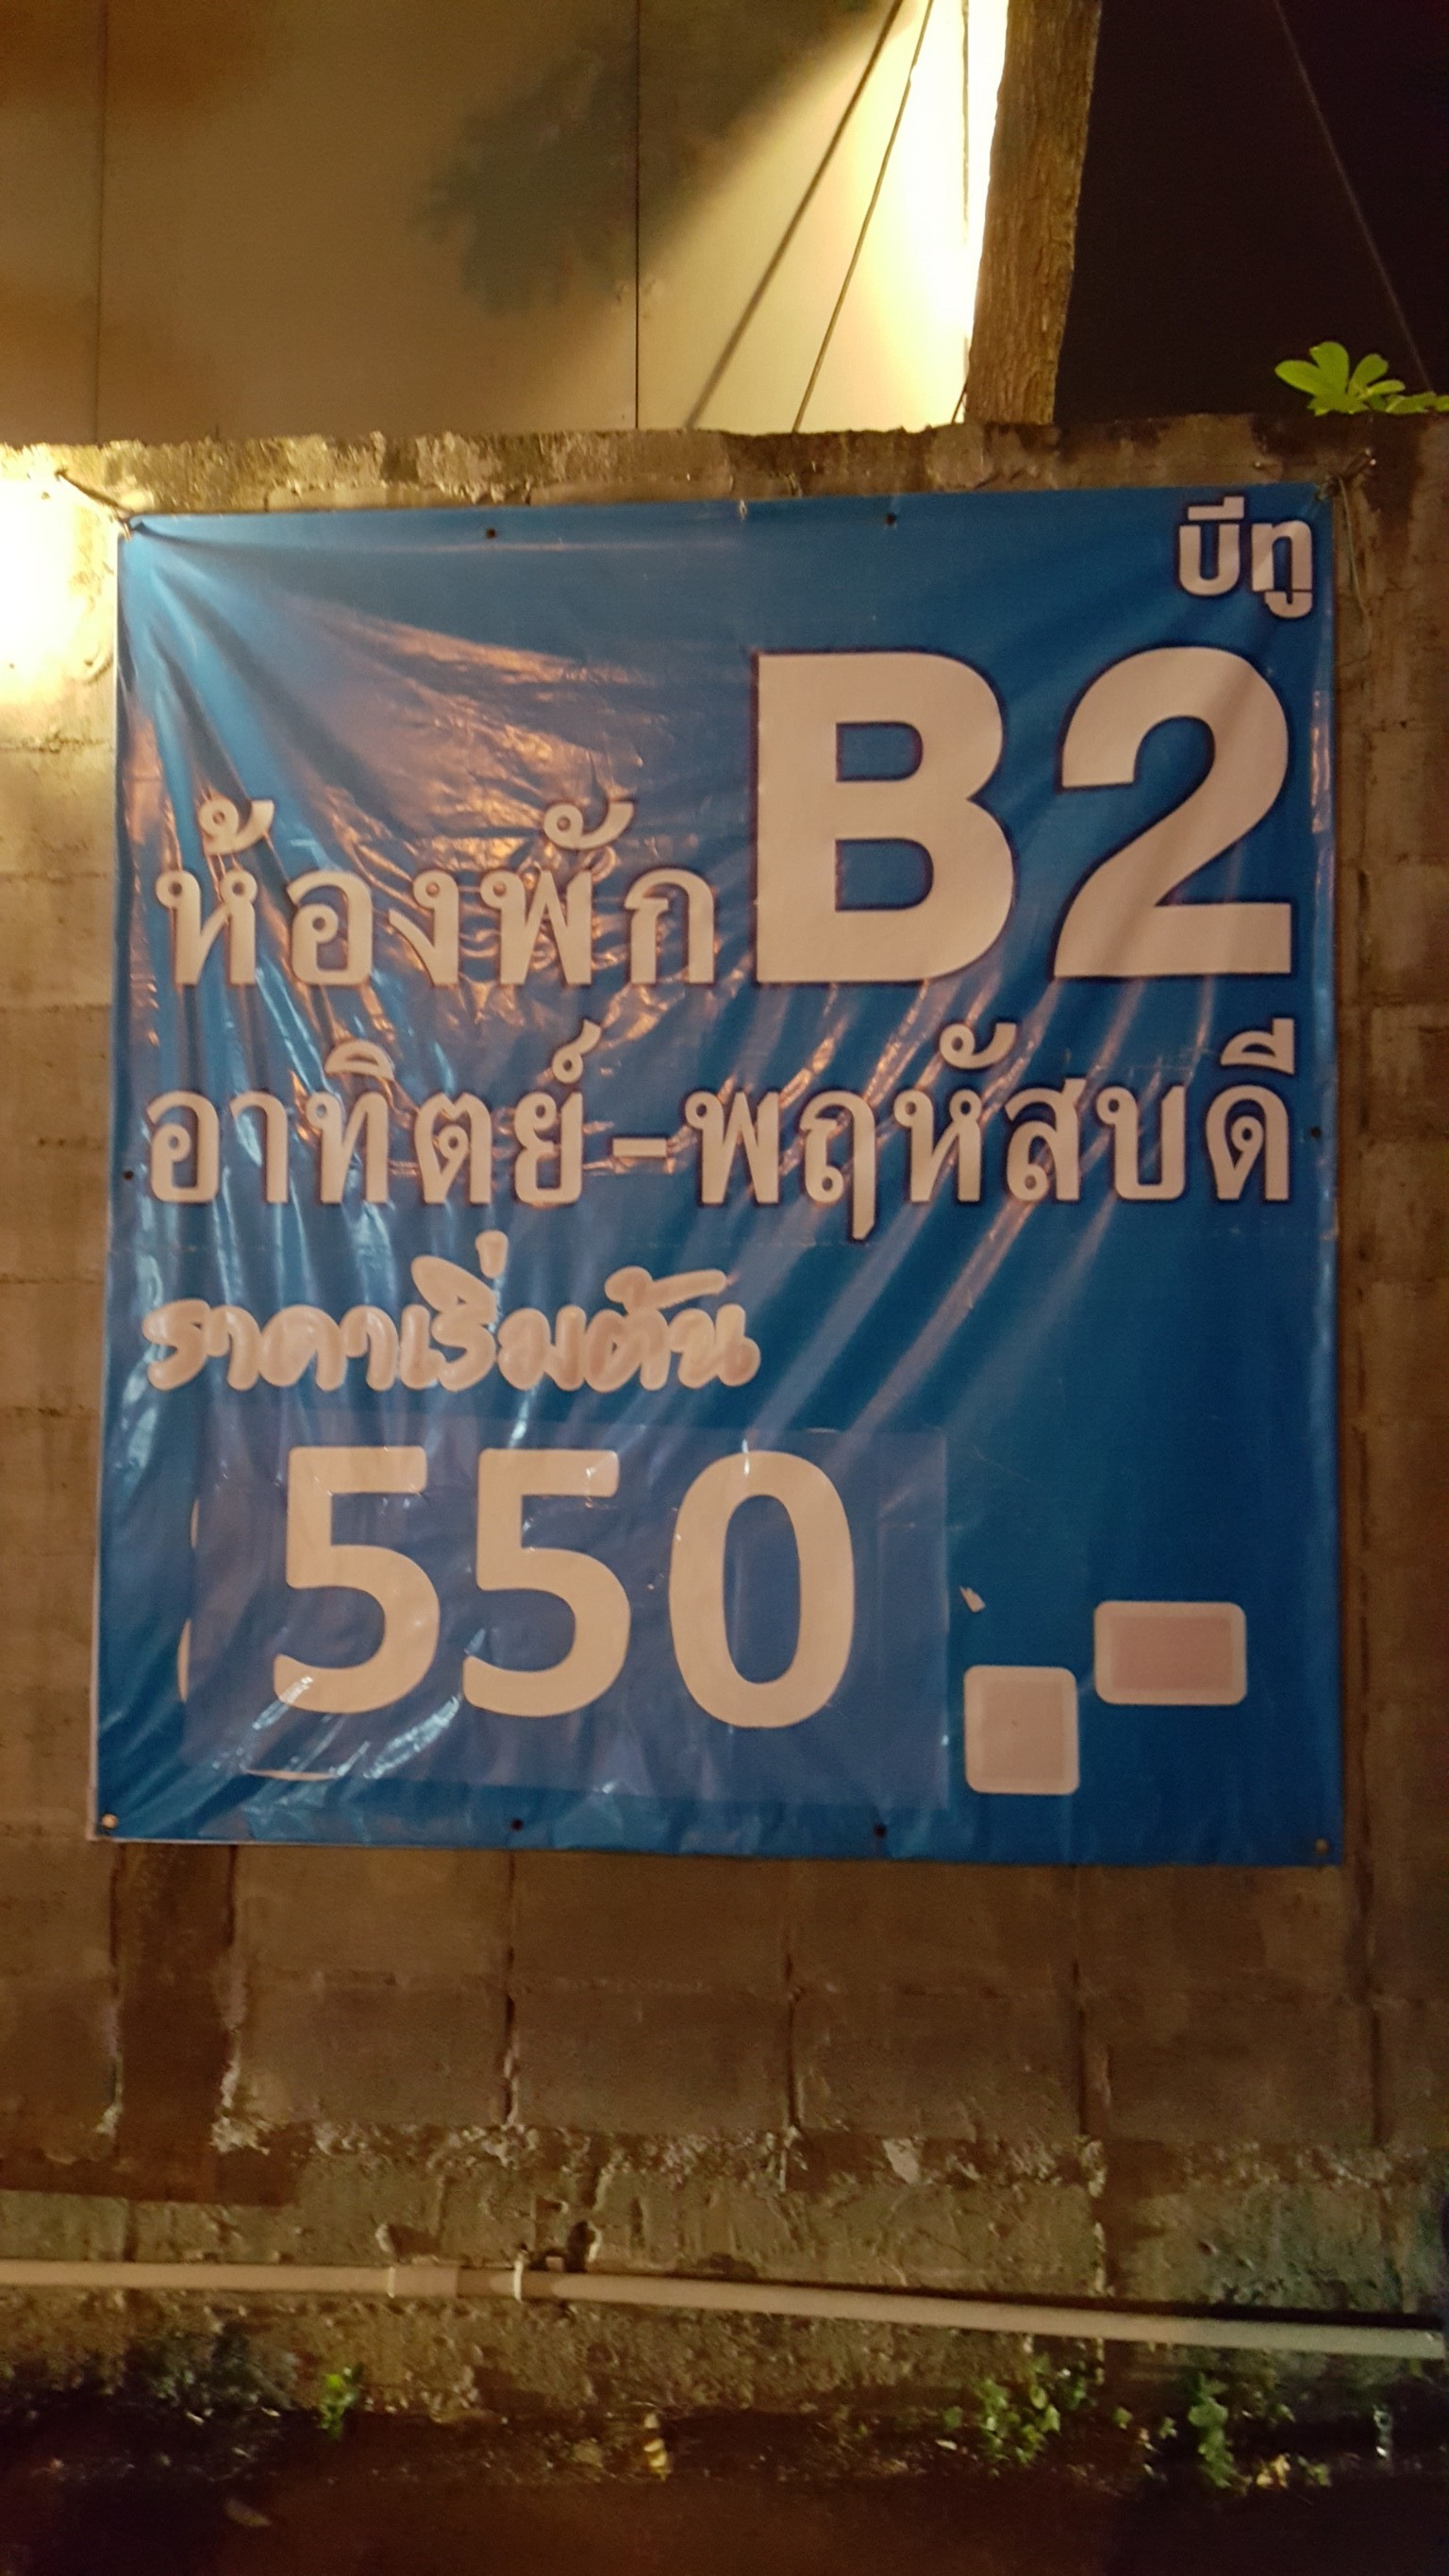 บีทู
ห้องพัก B2
อาทิตย์-พฤหัสบดี
ราคาเริ่มต้น
550.-